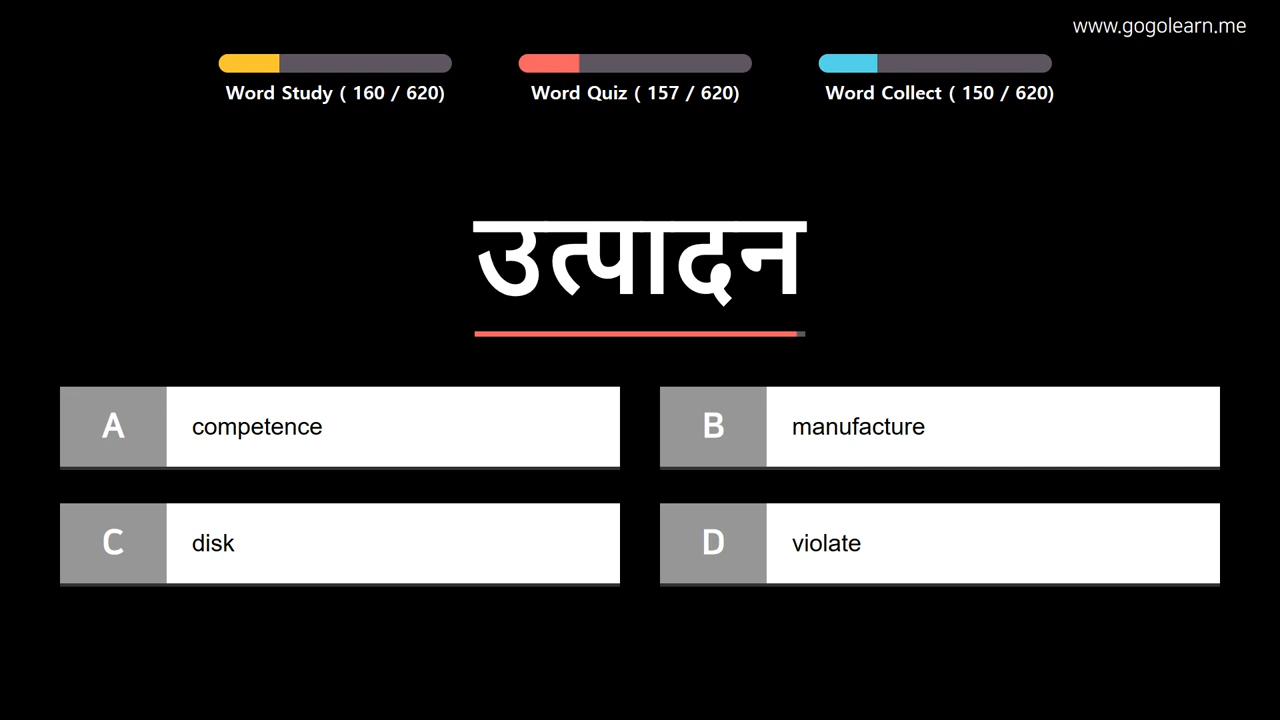 www.gogolearn.me
Word Study ( 160 / 620)
Word Quiz ( 157 / 620)
Word Collect ( 150 / 620)
उत्पादन
A competence
B manufacture
C disk
D violate